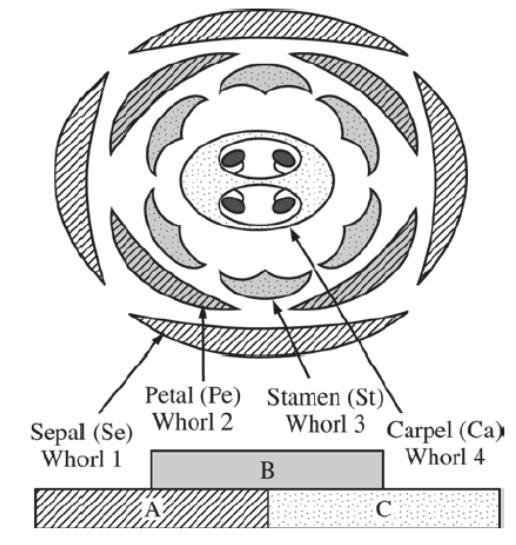 Petal (Pe)
Whorl 2
Stamen (St)
Whorl 3
Sepal (Se)
Whorl 1
Carpel (Ca)
Whorl 4
B
A
C